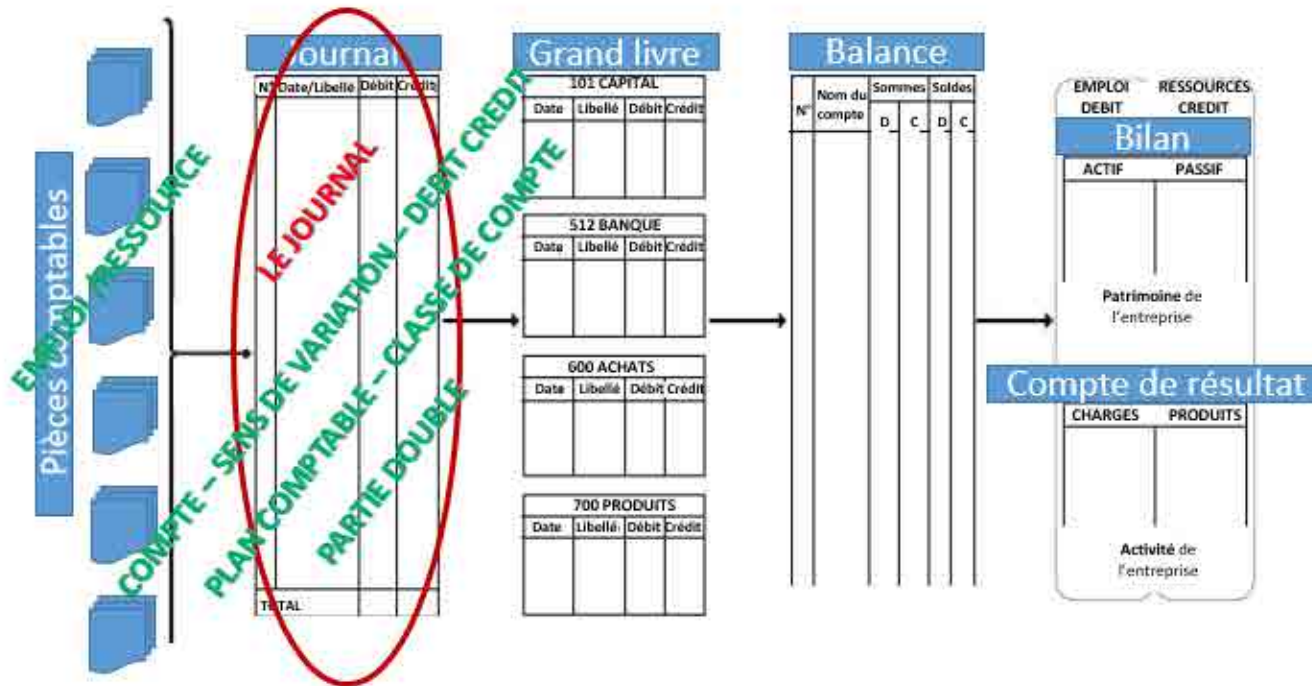 Pièces comptables
EMPLOI /RESSOURCE
Journal
N° Date/Libellé Débit Crédit
TOTAL
LE JOURNAL
COMPTE – SENS DE VARIATION – DEBIT CREDIT
PLAN COMPTABLE – CLASSE DE COMPTE
PARTIE DOUBLE
Grand livre
101 CAPITAL
Date Libellé Débit Crédit
512 BANQUE
Date Libellé Débit Crédit
600 ACHATS
Date Libellé Débit Crédit
700 PRODUITS
Date Libellé Débit Crédit
Balance
N° Nom du compte Sommes Soldes
D C D C
EMPLOI RESSOURCES
DEBIT CREDIT
Bilan
ACTIF PASSIF
Patrimoine de
l'entreprise
Compte de résultat
CHARGES PRODUITS
Activité de
l'entreprise